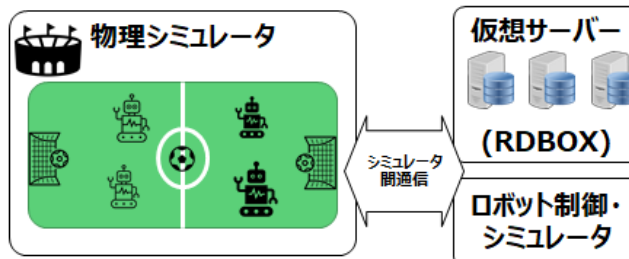 物理シミュレータ
シミュレータ
間通信
仮想サーバー
(RDBOX)
ロボット制御・
シミュレータ